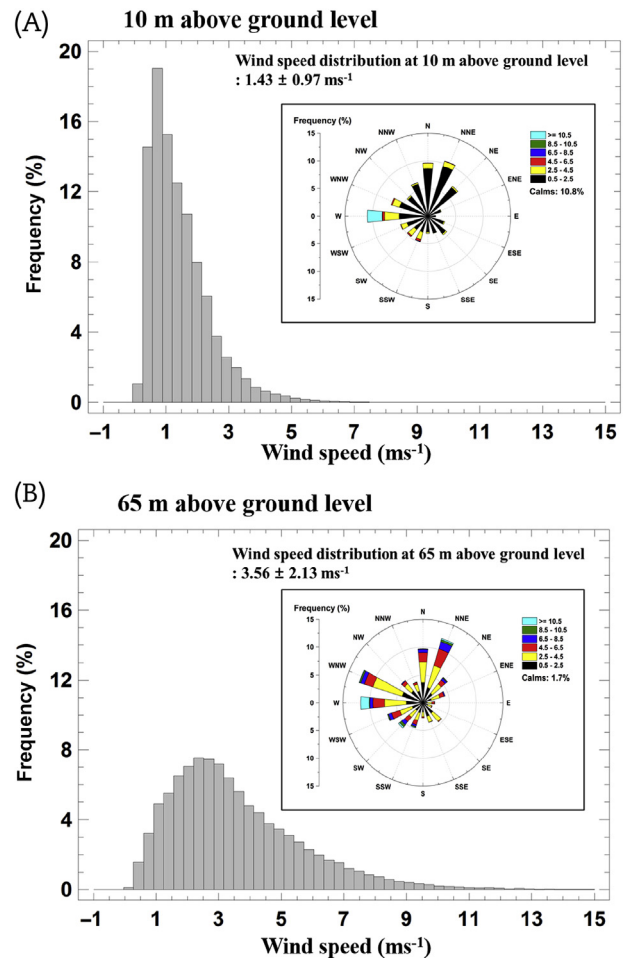 (A)
10 m above ground level
Wind speed distribution at 10 m above ground level
: 1.43 ± 0.97 ms-1
Frequency (%)
20
16
12
8
4
0
−1 1 3 5 7 9 11 13 15
Wind speed (ms-1)
Frequency (%)
15
10
5
0
5
10
15
N
NNE
NE
ENE
E
ESE
SE
SSE
S
SSW
SW
WSW
W
WNW
NW
NNW
>= 10.5
8.5 - 10.5
6.5 - 8.5
4.5 - 6.5
2.5 - 4.5
0.5 - 2.5
Calms: 10.8%
(B)
65 m above ground level
Wind speed distribution at 65 m above ground level
: 3.56 ± 2.13 ms-1
Frequency (%)
20
16
12
8
4
0
−1 1 3 5 7 9 11 13 15
Wind speed (ms-1)
Frequency (%)
15
10
5
0
5
10
15
N
NNE
NE
ENE
E
ESE
SE
SSE
S
SSW
SW
WSW
W
WNW
NW
NNW
>= 10.5
8.5 - 10.5
6.5 - 8.5
4.5 - 6.5
2.5 - 4.5
0.5 - 2.5
Calms: 1.7%